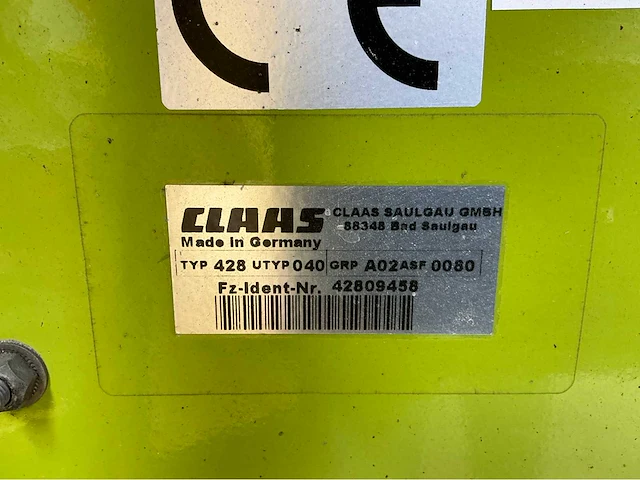 CE
CLAAS CLAAS SAULGAU GMBH
88348 Bad Saulgau
Made in Germany
TYP 428 UTYP 040 GRP A02 ASF 0080
Fz-Ident-Nr. 42809458